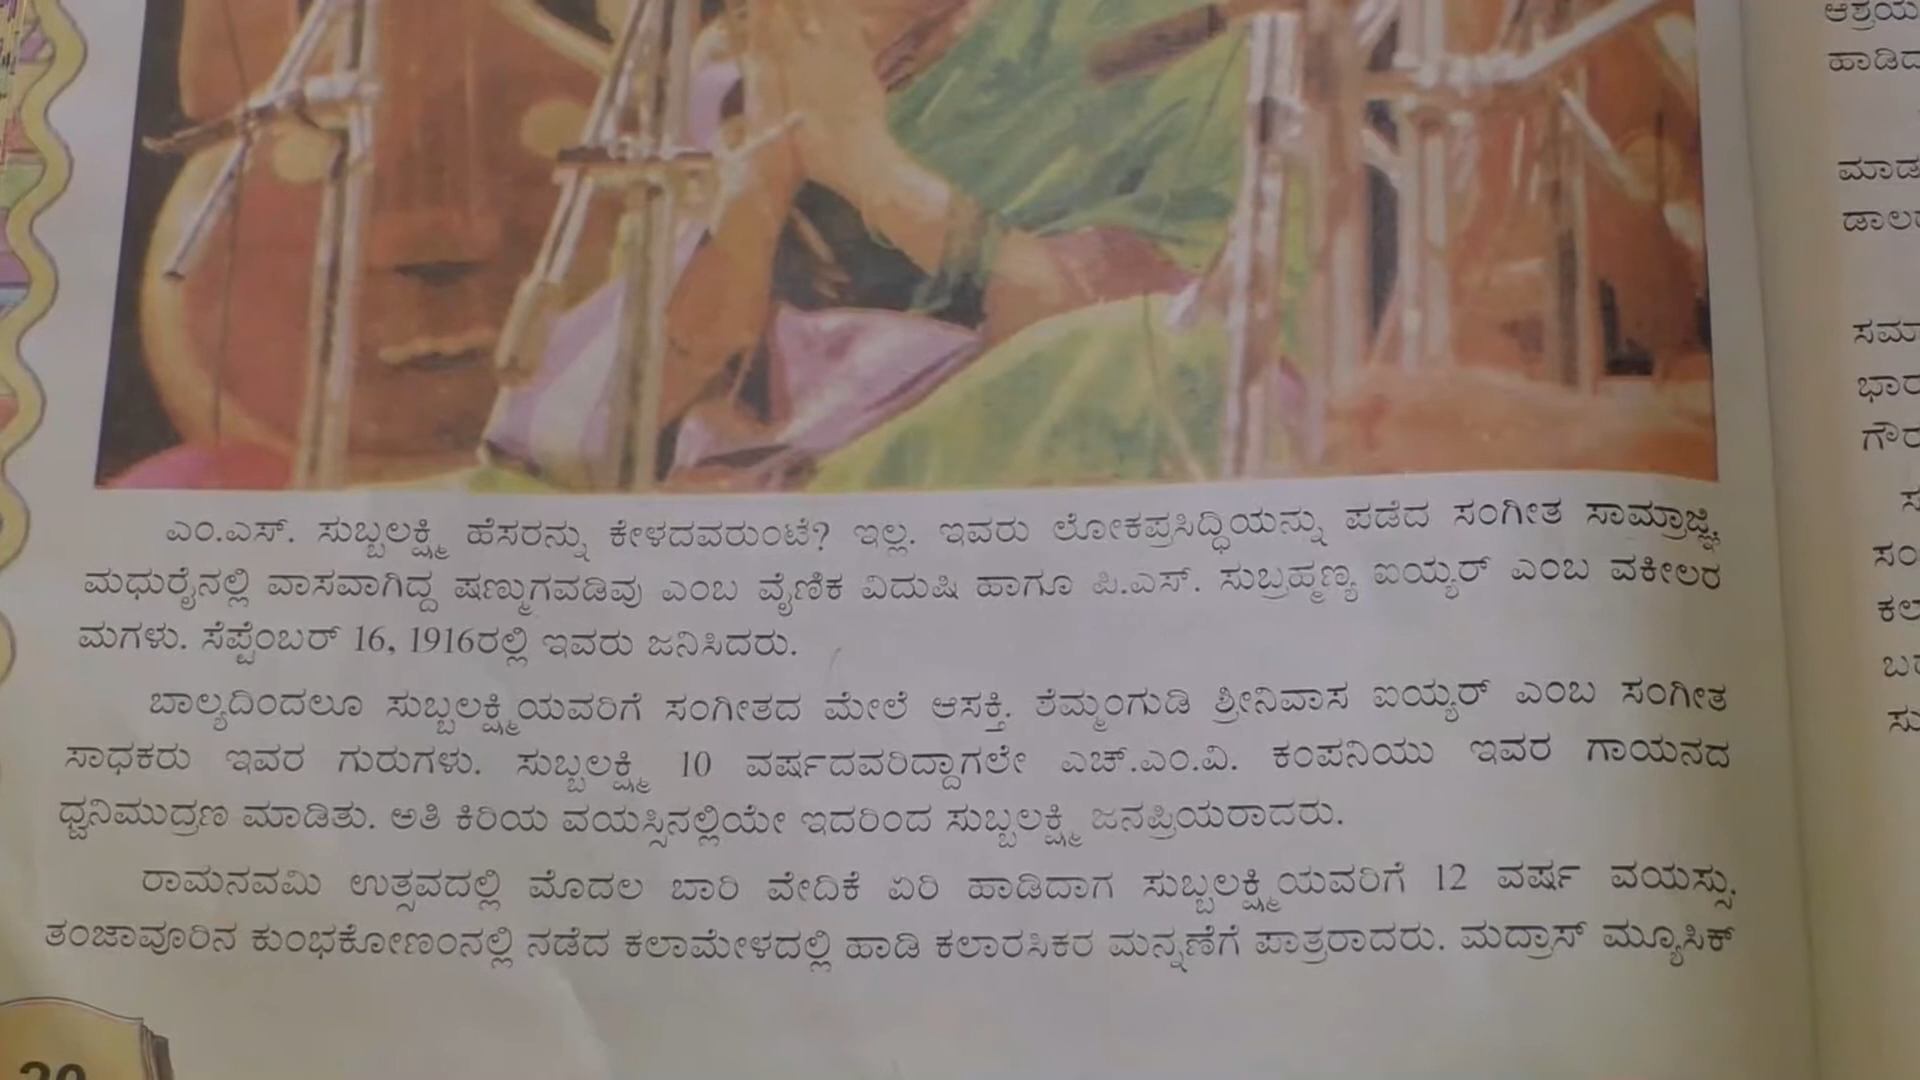 ಎಂ.ಎಸ್. ಸುಬ್ಬಲಕ್ಷ್ಮಿ ಹೆಸರನ್ನು ಕೇಳದವರುಂಟೆ? ಇಲ್ಲ. ಇವರು ಲೋಕಪ್ರಸಿದ್ಧಿಯನ್ನು ಪಡೆದ ಸಂಗೀತ ಸಾಮ್ರಾಜ್ಞಿ
ಮಧುರೈನಲ್ಲಿ ವಾಸವಾಗಿದ್ದ ಷಣ್ಮುಗವಡಿವು ಎಂಬ ವೈಣಿಕ ವಿದುಷಿ ಹಾಗೂ ಪಿ.ಎಸ್. ಸುಬ್ರಹ್ಮಣ್ಯ ಐಯ್ಯರ್ ಎಂಬ ವಕೀಲರ
ಮಗಳು. ಸೆಪ್ಟೆಂಬರ್ 16, 1916ರಲ್ಲಿ ಇವರು ಜನಿಸಿದರು.
ಬಾಲ್ಯದಿಂದಲೂ ಸುಬ್ಬಲಕ್ಷ್ಮಿಯವರಿಗೆ ಸಂಗೀತದ ಮೇಲೆ ಆಸಕ್ತಿ. ಶೆಮ್ಮಂಗುಡಿ ಶ್ರೀನಿವಾಸ ಐಯ್ಯರ್ ಎಂಬ ಸಂಗೀತ
ಸಾಧಕರು ಇವರ ಗುರುಗಳು. ಸುಬ್ಬಲಕ್ಷ್ಮಿ 10 ವರ್ಷದವರಿದ್ದಾಗಲೇ ಎಚ್.ಎಂ.ವಿ. ಕಂಪನಿಯು ಇವರ ಗಾಯನದ
ಧ್ವನಿಮುದ್ರಣ ಮಾಡಿತು. ಅತಿ ಕಿರಿಯ ವಯಸ್ಸಿನಲ್ಲಿಯೇ ಇದರಿಂದ ಸುಬ್ಬಲಕ್ಷ್ಮಿ ಜನಪ್ರಿಯರಾದರು.
ರಾಮನವಮಿ ಉತ್ಸವದಲ್ಲಿ ಮೊದಲ ಬಾರಿ ವೇದಿಕೆ ಏರಿ ಹಾಡಿದಾಗ ಸುಬ್ಬಲಕ್ಷ್ಮಿಯವರಿಗೆ 12 ವರ್ಷ ವಯಸ್ಸು.
ತಂಜಾವೂರಿನ ಕುಂಭಕೋಣಂನಲ್ಲಿ ನಡೆದ ಕಲಾಮೇಳದಲ್ಲಿ ಹಾಡಿ ಕಲಾರಸಿಕರ ಮನ್ನಣೆಗೆ ಪಾತ್ರರಾದರು. ಮದ್ರಾಸ್ ಮ್ಯೂಸಿಕ್